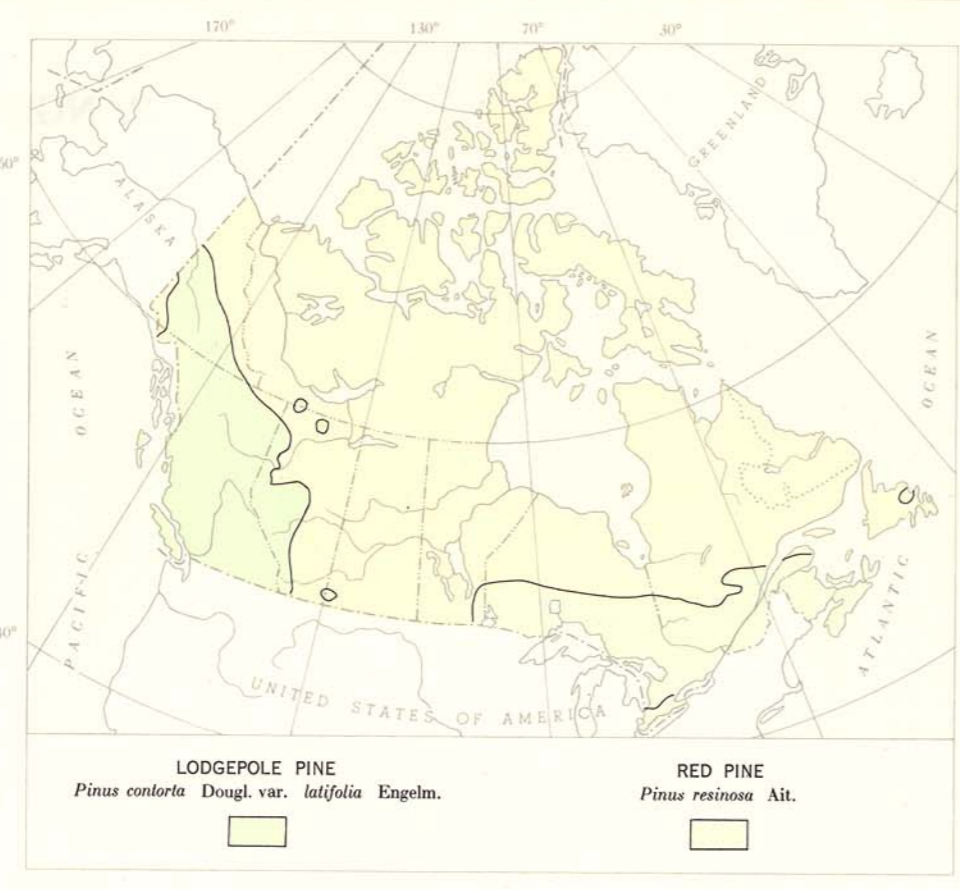 170° 130° 70° 30°
GREENLAND
ALASKA
OCEAN
OCEAN
PACIFIC
ATLANTIC
UNITED STATES OF AMERICA
LODGEPOLE PINE
Pinus contorta Dougl. var. latifolia Engelm.
RED PINE
Pinus resinosa Ait.